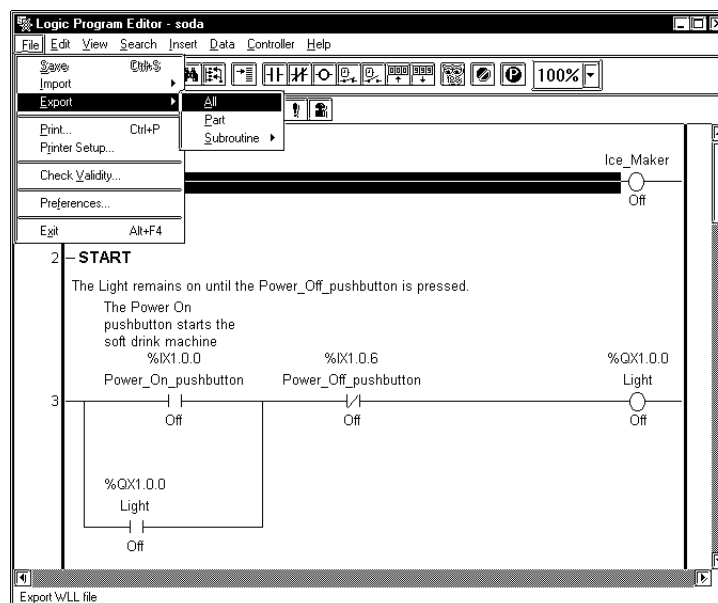 Logic Program Editor - soda
File Edit View Search Insert Data Controller Help
Save Ctrl+S
Import
Export
Print... Ctrl+P
Printer Setup...
Check Validity...
Preferences...
Exit Alt+F4
All
Part
Subroutine
100%
Ice_Maker
Off
2 START
The Light remains on until the Power_Off_pushbutton is pressed.
The Power On
pushbutton starts the
soft drink machine
%IX1.0.0 %IX1.0.6 %QX1.0.0
Power_On_pushbutton Power_Off_pushbutton Light
3
Off Off Off
%QX1.0.0
Light
Off
Export WLL file